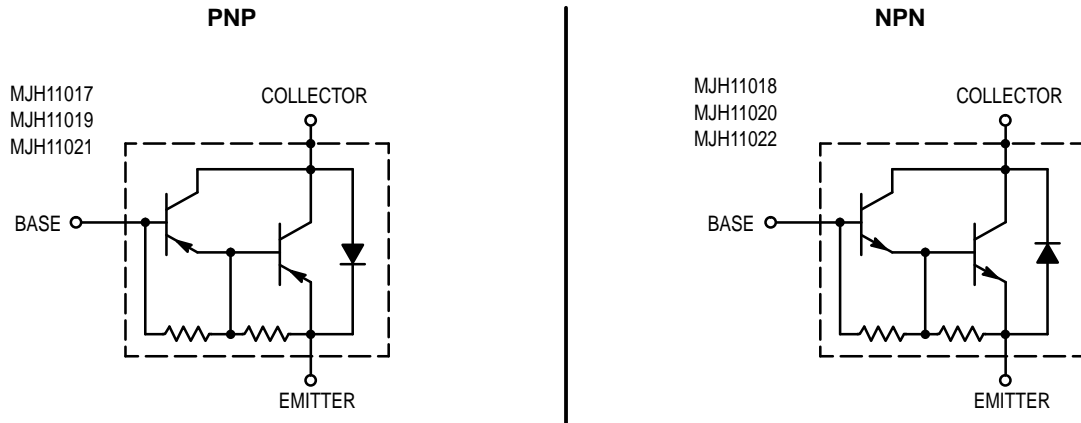 PNP
MJH11017
MJH11019
MJH11021
COLLECTOR
BASE
EMITTER
NPN
MJH11018
MJH11020
MJH11022
COLLECTOR
BASE
EMITTER